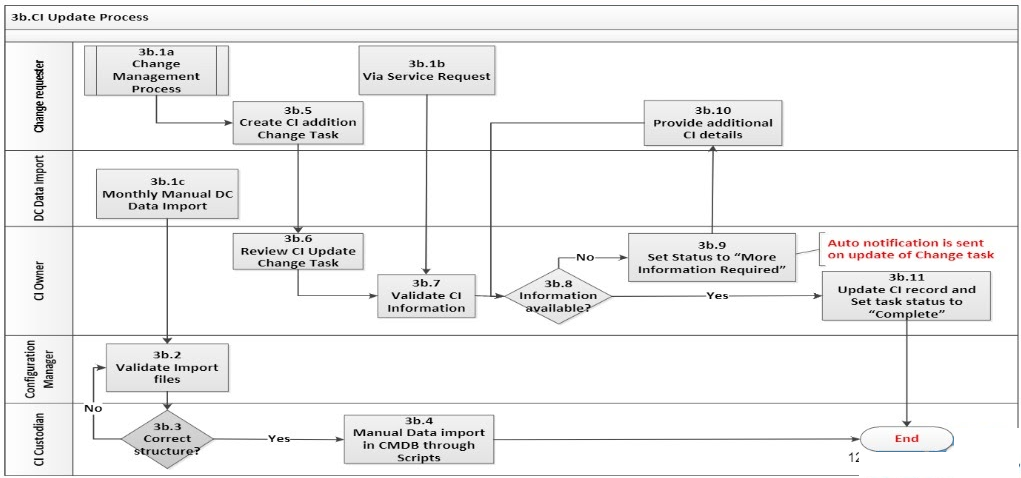 3b.CI Update Process
Change requester
3b.1a
Change
Management
Process
3b.1b
Via Service Request
3b.5
Create CI addition
Change Task
3b.10
Provide additional
CI details
DC Data Import
3b.1c
Monthly Manual DC
Data Import
CI Owner
3b.6
Review CI Update
Change Task
3b.7
Validate CI
Information
3b.8
Information
available?
No
3b.9
Set Status to “More
Information Required”
Auto notification is sent
on update of Change task
Yes
3b.11
Update CI record and
Set task status to
“Complete”
Configuration
Manager
3b.2
Validate Import
files
No
CI Custodian
3b.3
Correct
structure?
Yes
3b.4
Manual Data import
in CMDB through
Scripts
End
12